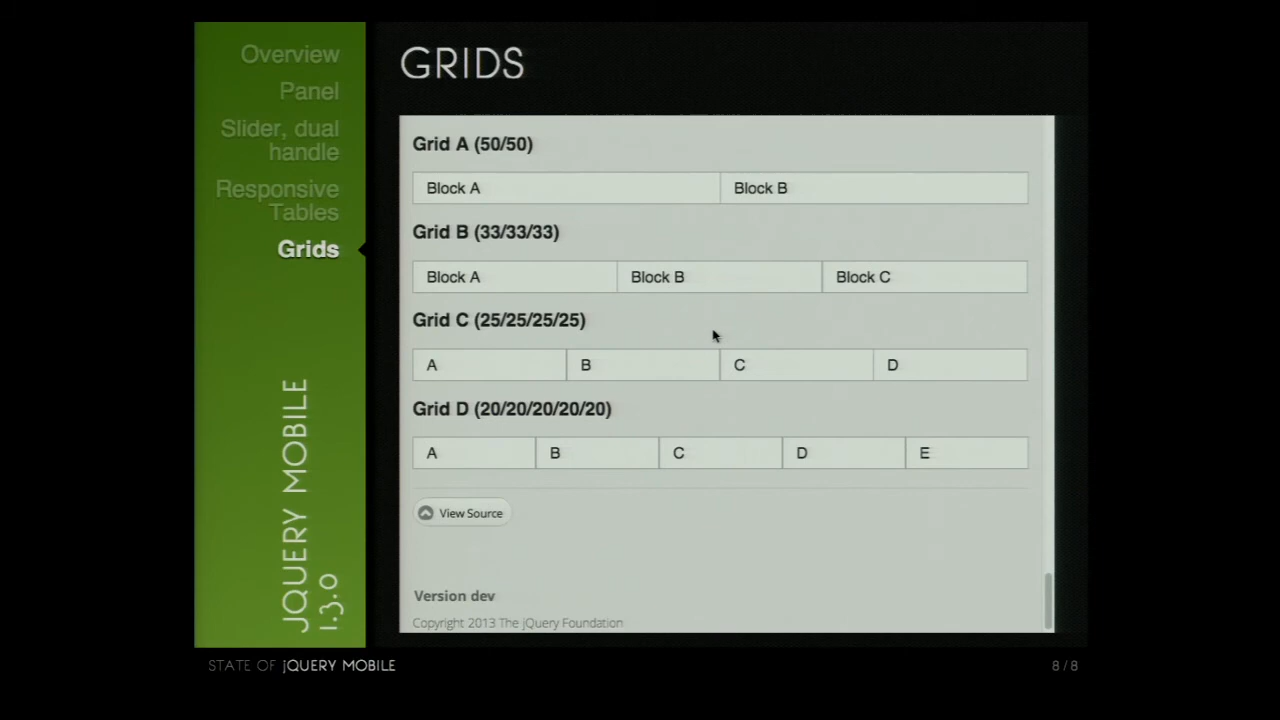 Overview
Panel
Slider, dual
handle
Responsive
Tables
Grids
JQUERY MOBILE
1.3.0
GRIDS
Grid A (50/50)
Block A Block B
Grid B (33/33/33)
Block A Block B Block C
Grid C (25/25/25/25)
A B C D
Grid D (20/20/20/20/20)
A B C D E
View Source
Version dev
Copyright 2013 The jQuery Foundation
STATE OF jQUERY MOBILE
8 / 8